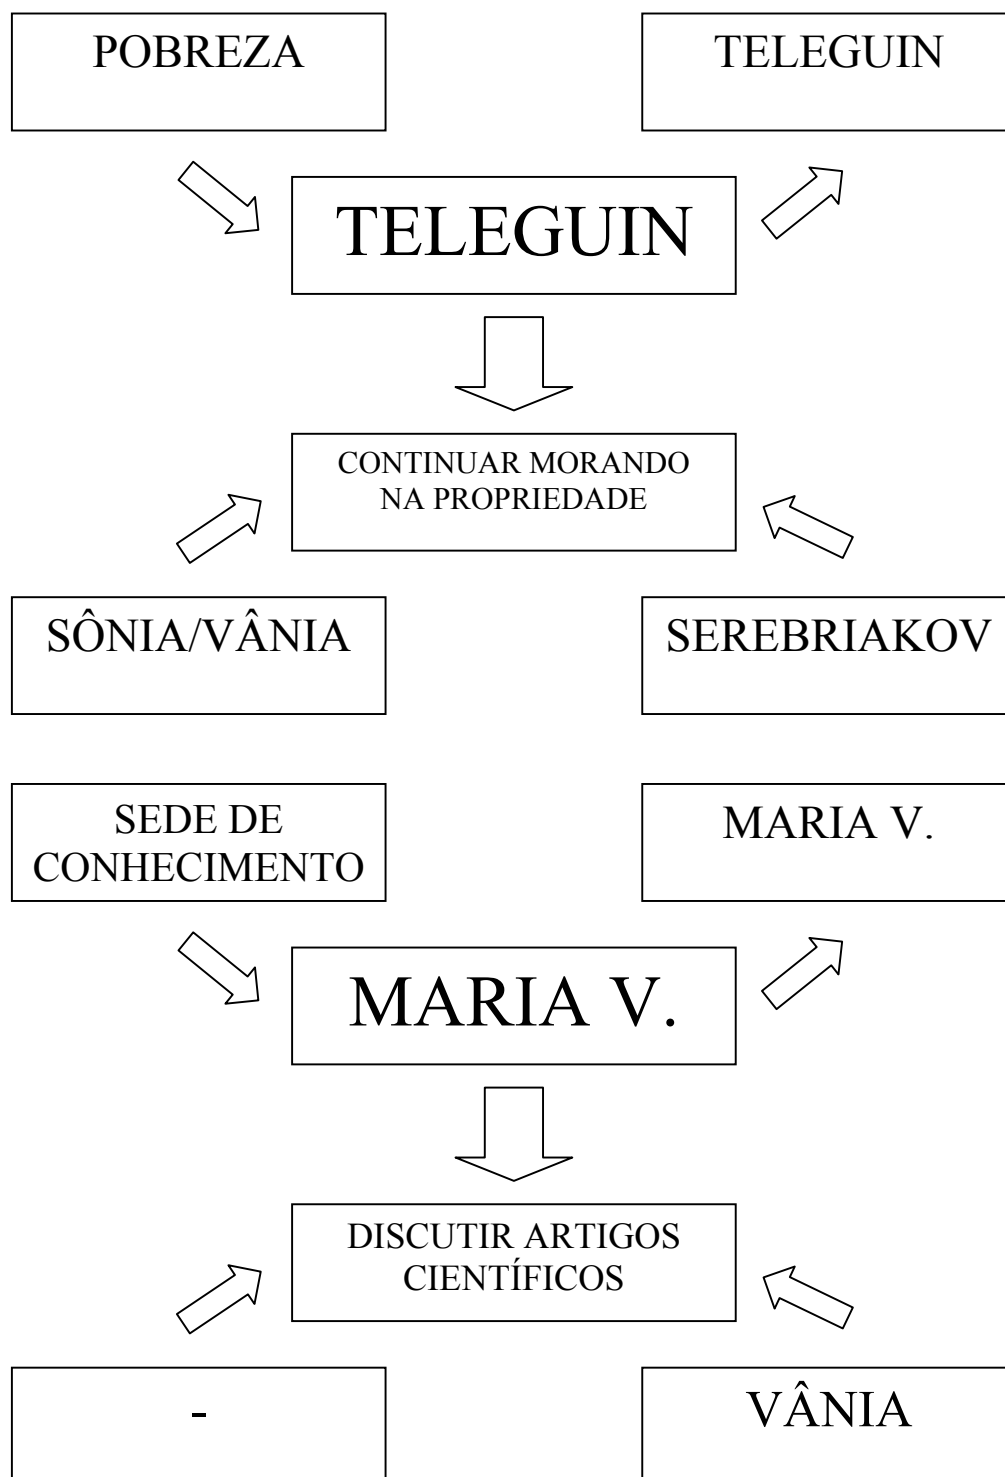 POBREZA
TELEGUIN
TELEGUIN
CONTINUAR MORANDO
NA PROPRIEDADE
SÔNIA/VÂNIA
SEREBRIAKOV
SEDE DE
CONHECIMENTO
MARIA V.
MARIA V.
DISCUTIR ARTIGOS
CIENTÍFICOS
-
VÂNIA